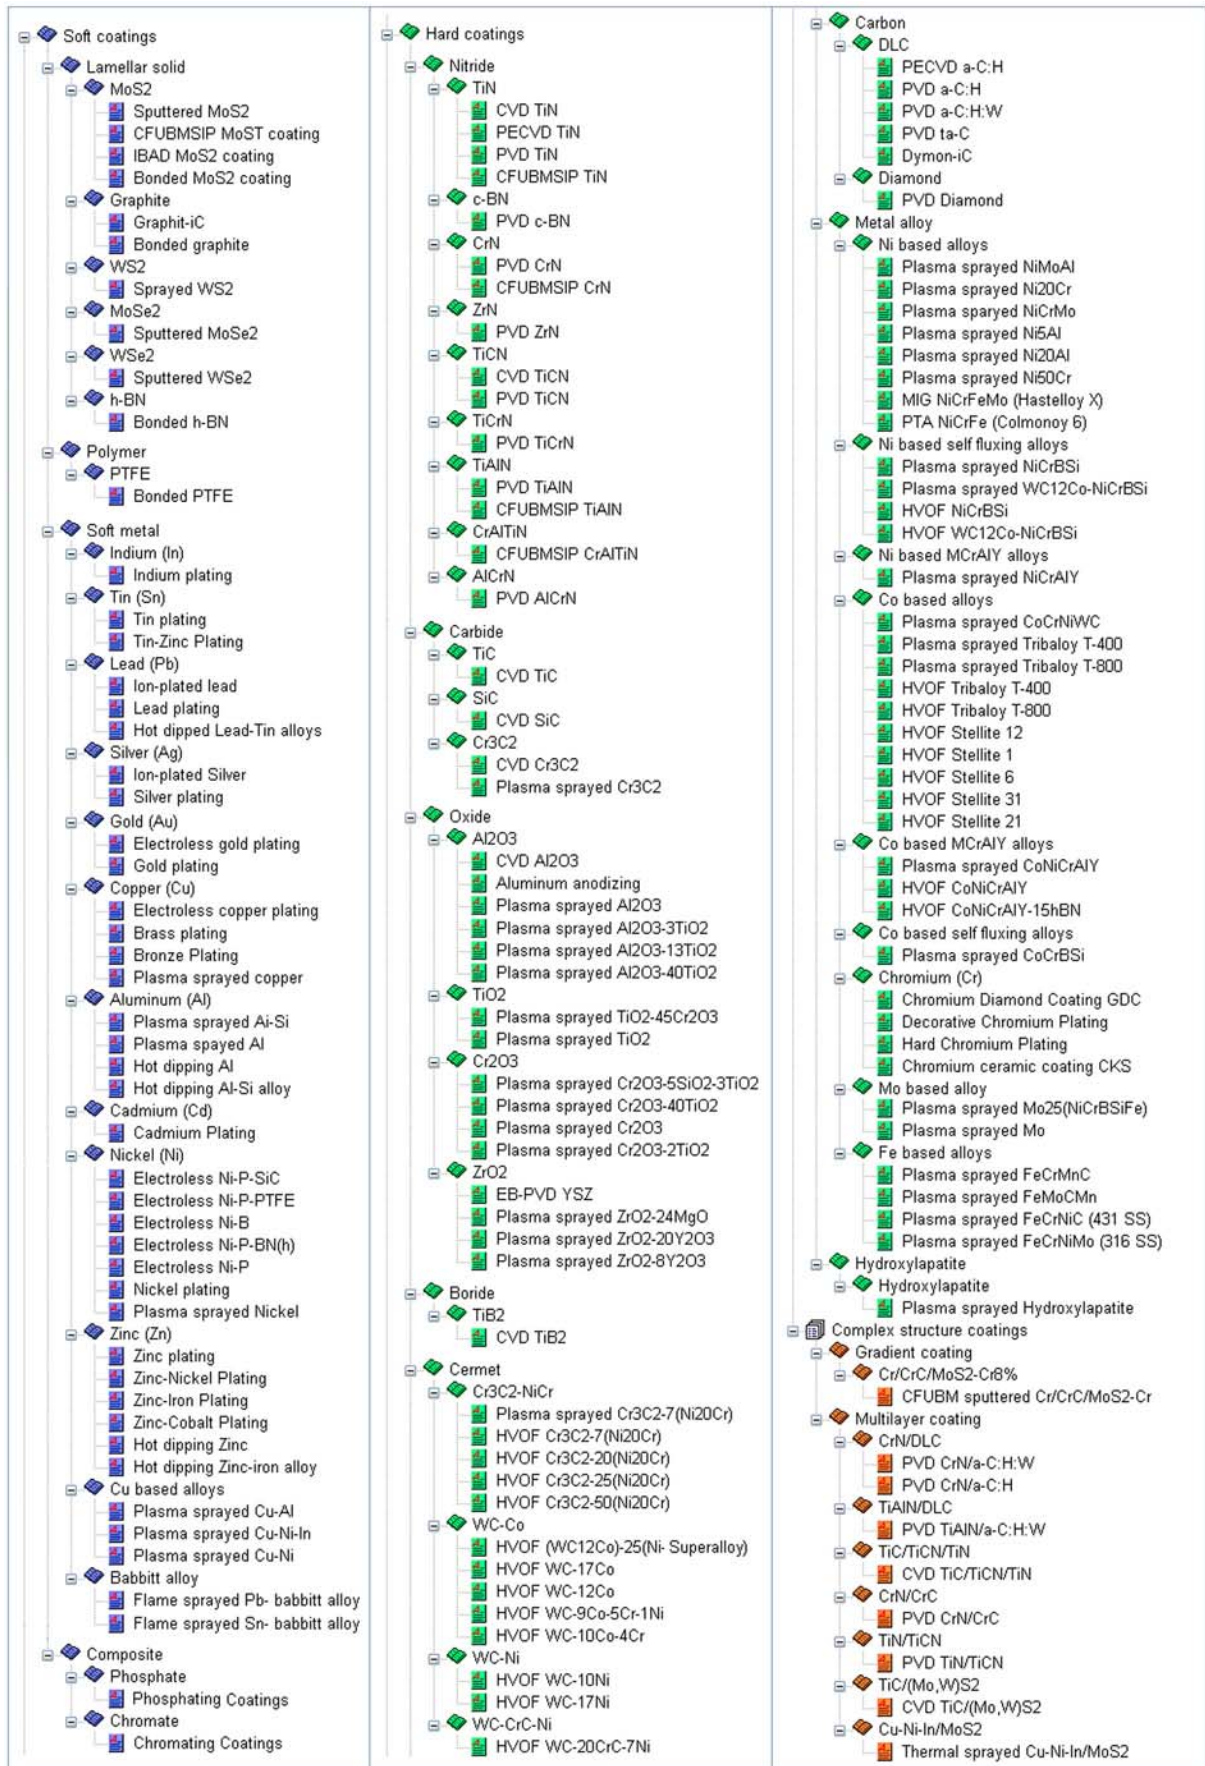 Soft coatings
Lamellar solid
MoS2
Sputtered MoS2
CFUBMSIP MoST coating
IBAD MoS2 coating
Bonded MoS2 coating
Graphite
Graphit-iC
Bonded graphite
WS2
Sprayed WS2
MoSe2
Sputtered MoSe2
WSe2
Sputtered WSe2
h-BN
Bonded h-BN
Polymer
PTFE
Bonded PTFE
Soft metal
Indium (In)
Indium plating
Tin (Sn)
Tin plating
Tin-Zinc Plating
Lead (Pb)
Ion-plated lead
Lead plating
Hot dipped Lead-Tin alloys
Silver (Ag)
Ion-plated Silver
Silver plating
Gold (Au)
Electroless gold plating
Gold plating
Copper (Cu)
Electroless copper plating
Brass plating
Bronze Plating
Plasma sprayed copper
Aluminum (Al)
Plasma sprayed Ai-Si
Plasma spayed Al
Hot dipping Al
Hot dipping Al-Si alloy
Cadmium (Cd)
Cadmium Plating
Nickel (Ni)
Electroless Ni-P-SiC
Electroless Ni-P-PTFE
Electroless Ni-B
Electroless Ni-P-BN(h)
Electroless Ni-P
Nickel plating
Plasma sprayed Nickel
Zinc (Zn)
Zinc plating
Zinc-Nickel Plating
Zinc-Iron Plating
Zinc-Cobalt Plating
Hot dipping Zinc
Hot dipping Zinc-iron alloy
Cu based alloys
Plasma sprayed Cu-Al
Plasma sprayed Cu-Ni-In
Plasma sprayed Cu-Ni
Babbitt alloy
Flame sprayed Pb- babbitt alloy
Flame sprayed Sn- babbitt alloy
Composite
Phosphate
Phosphating Coatings
Chromate
Chromating Coatings
Hard coatings
Nitride
TiN
CVD TiN
PECVD TiN
PVD TiN
CFUBMSIP TiN
c-BN
PVD c-BN
CrN
PVD CrN
CFUBMSIP CrN
ZrN
PVD ZrN
TiCN
CVD TiCN
PVD TiCN
TiCrN
PVD TiCrN
TiAlN
PVD TiAlN
CFUBMSIP TiAlN
CrAlTiN
CFUBMSIP CrAlTiN
AlCrN
PVD AlCrN
Carbide
TiC
CVD TiC
SiC
CVD SiC
Cr3C2
CVD Cr3C2
Plasma sprayed Cr3C2
Oxide
Al2O3
CVD Al2O3
Aluminum anodizing
Plasma sprayed Al2O3
Plasma sprayed Al2O3-3TiO2
Plasma sprayed Al2O3-13TiO2
Plasma sprayed Al2O3-40TiO2
TiO2
Plasma sprayed TiO2-45Cr2O3
Plasma sprayed TiO2
Cr2O3
Plasma sprayed Cr2O3-5SiO2-3TiO2
Plasma sprayed Cr2O3-40TiO2
Plasma sprayed Cr2O3
Plasma sprayed Cr2O3-2TiO2
ZrO2
EB-PVD YSZ
Plasma sprayed ZrO2-24MgO
Plasma sprayed ZrO2-20Y2O3
Plasma sprayed ZrO2-8Y2O3
Boride
TiB2
CVD TiB2
Cermet
Cr3C2-NiCr
Plasma sprayed Cr3C2-7(Ni20Cr)
HVOF Cr3C2-7(Ni20Cr)
HVOF Cr3C2-20(Ni20Cr)
HVOF Cr3C2-25(Ni20Cr)
HVOF Cr3C2-50(Ni20Cr)
WC-Co
HVOF (WC12Co)-25(Ni- Superalloy)
HVOF WC-17Co
HVOF WC-12Co
HVOF WC-9Co-5Cr-1Ni
HVOF WC-10Co-4Cr
WC-Ni
HVOF WC-10Ni
HVOF WC-17Ni
WC-CrC-Ni
HVOF WC-20CrC-7Ni
Carbon
DLC
PECVD a-C:H
PVD a-C:H
PVD a-C:H:W
PVD ta-C
Dymon-iC
Diamond
PVD Diamond
Metal alloy
Ni based alloys
Plasma sprayed NiMoAl
Plasma sprayed Ni20Cr
Plasma sparyed NiCrMo
Plasma sprayed Ni5Al
Plasma sprayed Ni20Al
Plasma sprayed Ni50Cr
MIG NiCrFeMo (Hastelloy X)
PTA NiCrFe (Colmonoy 6)
Ni based self fluxing alloys
Plasma sprayed NiCrBSi
Plasma sprayed WC12Co-NiCrBSi
HVOF NiCrBSi
HVOF WC12Co-NiCrBSi
Ni based MCrAlY alloys
Plasma sprayed NiCrAlY
Co based alloys
Plasma sprayed CoCrNiWC
Plasma sprayed Tribaloy T-400
Plasma sprayed Tribaloy T-800
HVOF Tribaloy T-400
HVOF Tribaloy T-800
HVOF Stellite 12
HVOF Stellite 1
HVOF Stellite 6
HVOF Stellite 31
HVOF Stellite 21
Co based MCrAlY alloys
Plasma sprayed CoNiCrAlY
HVOF CoNiCrAlY
HVOF CoNiCrAlY-15hBN
Co based self fluxing alloys
Plasma sprayed CoCrBSi
Chromium (Cr)
Chromium Diamond Coating GDC
Decorative Chromium Plating
Hard Chromium Plating
Chromium ceramic coating CKS
Mo based alloy
Plasma sprayed Mo25(NiCrBSiFe)
Plasma sprayed Mo
Fe based alloys
Plasma sprayed FeCrMnC
Plasma sprayed FeMoCMn
Plasma sprayed FeCrNiC (431 SS)
Plasma sprayed FeCrNiMo (316 SS)
Hydroxylapatite
Hydroxylapatite
Plasma sprayed Hydroxylapatite
Complex structure coatings
Gradient coating
Cr/CrC/MoS2-Cr8%
CFUBM sputtered Cr/CrC/MoS2-Cr
Multilayer coating
CrN/DLC
PVD CrN/a-C:H:W
PVD CrN/a-C:H
TiAlN/DLC
PVD TiAlN/a-C:H:W
TiC/TiCN/TiN
CVD TiC/TiCN/TiN
CrN/CrC
PVD CrN/CrC
TiN/TiCN
PVD TiN/TiCN
TiC/(Mo,W)S2
CVD TiC/(Mo,W)S2
Cu-Ni-In/MoS2
Thermal sprayed Cu-Ni-In/MoS2